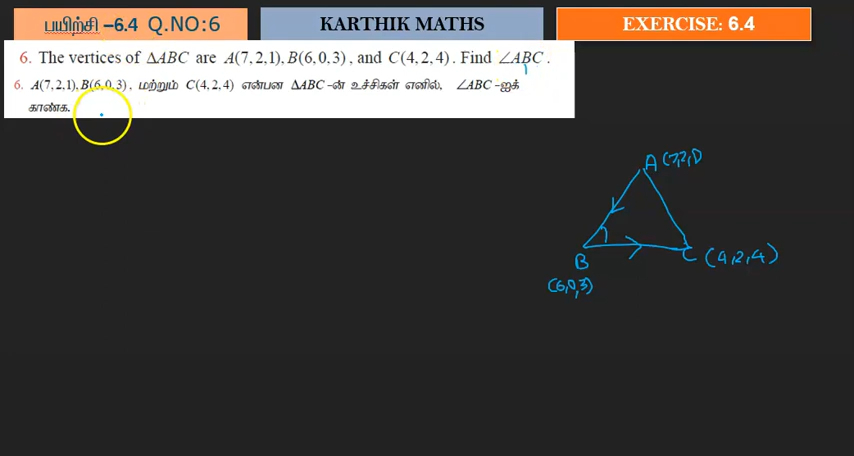 பயிற்சி –6.4 Q.NO:6
KARTHIK MATHS
EXERCISE: 6.4
6. The vertices of ΔABC are A(7,2,1), B(6,0,3), and C(4,2,4). Find ∠ABC.
6. A(7,2,1), B(6,0,3), மற்றும் C(4,2,4) என்பன ΔABC -ன் உச்சிகள் எனில், ∠ABC -ஐக்
காண்க.
A (7,2,1)
B
(6,0,3)
C (4,2,4)